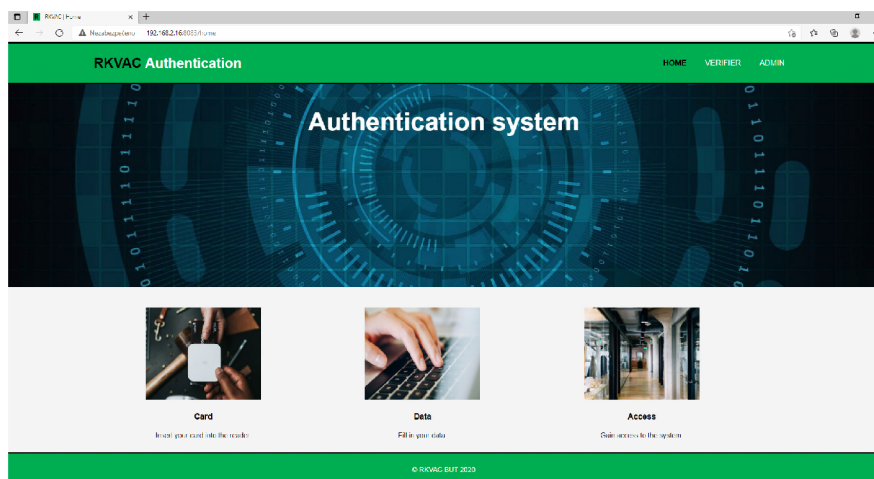 RKVAC | Home
Nezabezpečeno 192.168.2.16:8083/home
RKVAC Authentication HOME VERIFIER ADMIN
Authentication system
Card Data Access
Insert your card into the reader Fill in your data Gain access to the system
© RKVAC BUT 2020